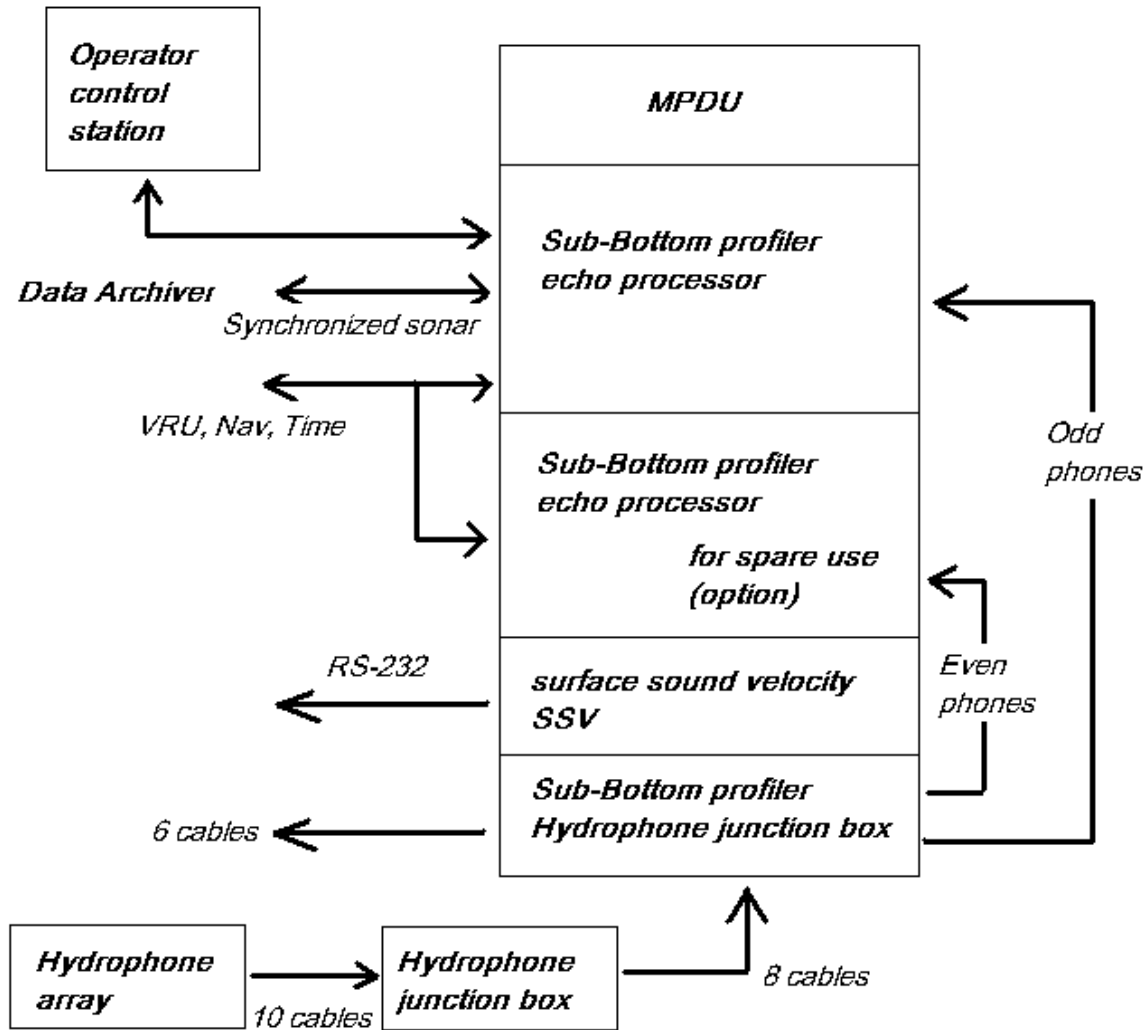 Operator
control
station
MPDU
Sub-Bottom profiler
echo processor
Data Archiver
Synchronized sonar
VRU, Nav, Time
Odd
phones
Sub-Bottom profiler
echo processor
for spare use
(option)
RS-232
Even
phones
surface sound velocity
SSV
Sub-Bottom profiler
Hydrophone junction box
6 cables
Hydrophone
array
10 cables
Hydrophone
junction box
8 cables